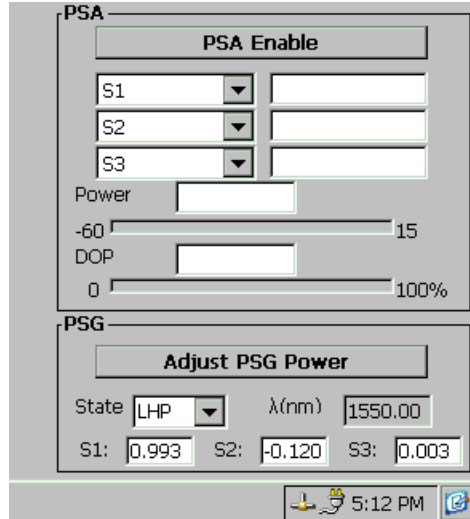 PSA
PSA Enable
S1
S2
S3
Power
-60 15
DOP
0 100%
PSG
Adjust PSG Power
State LHP λ(nm) 1550.00
S1: 0.993 S2: -0.120 S3: 0.003
5:12 PM